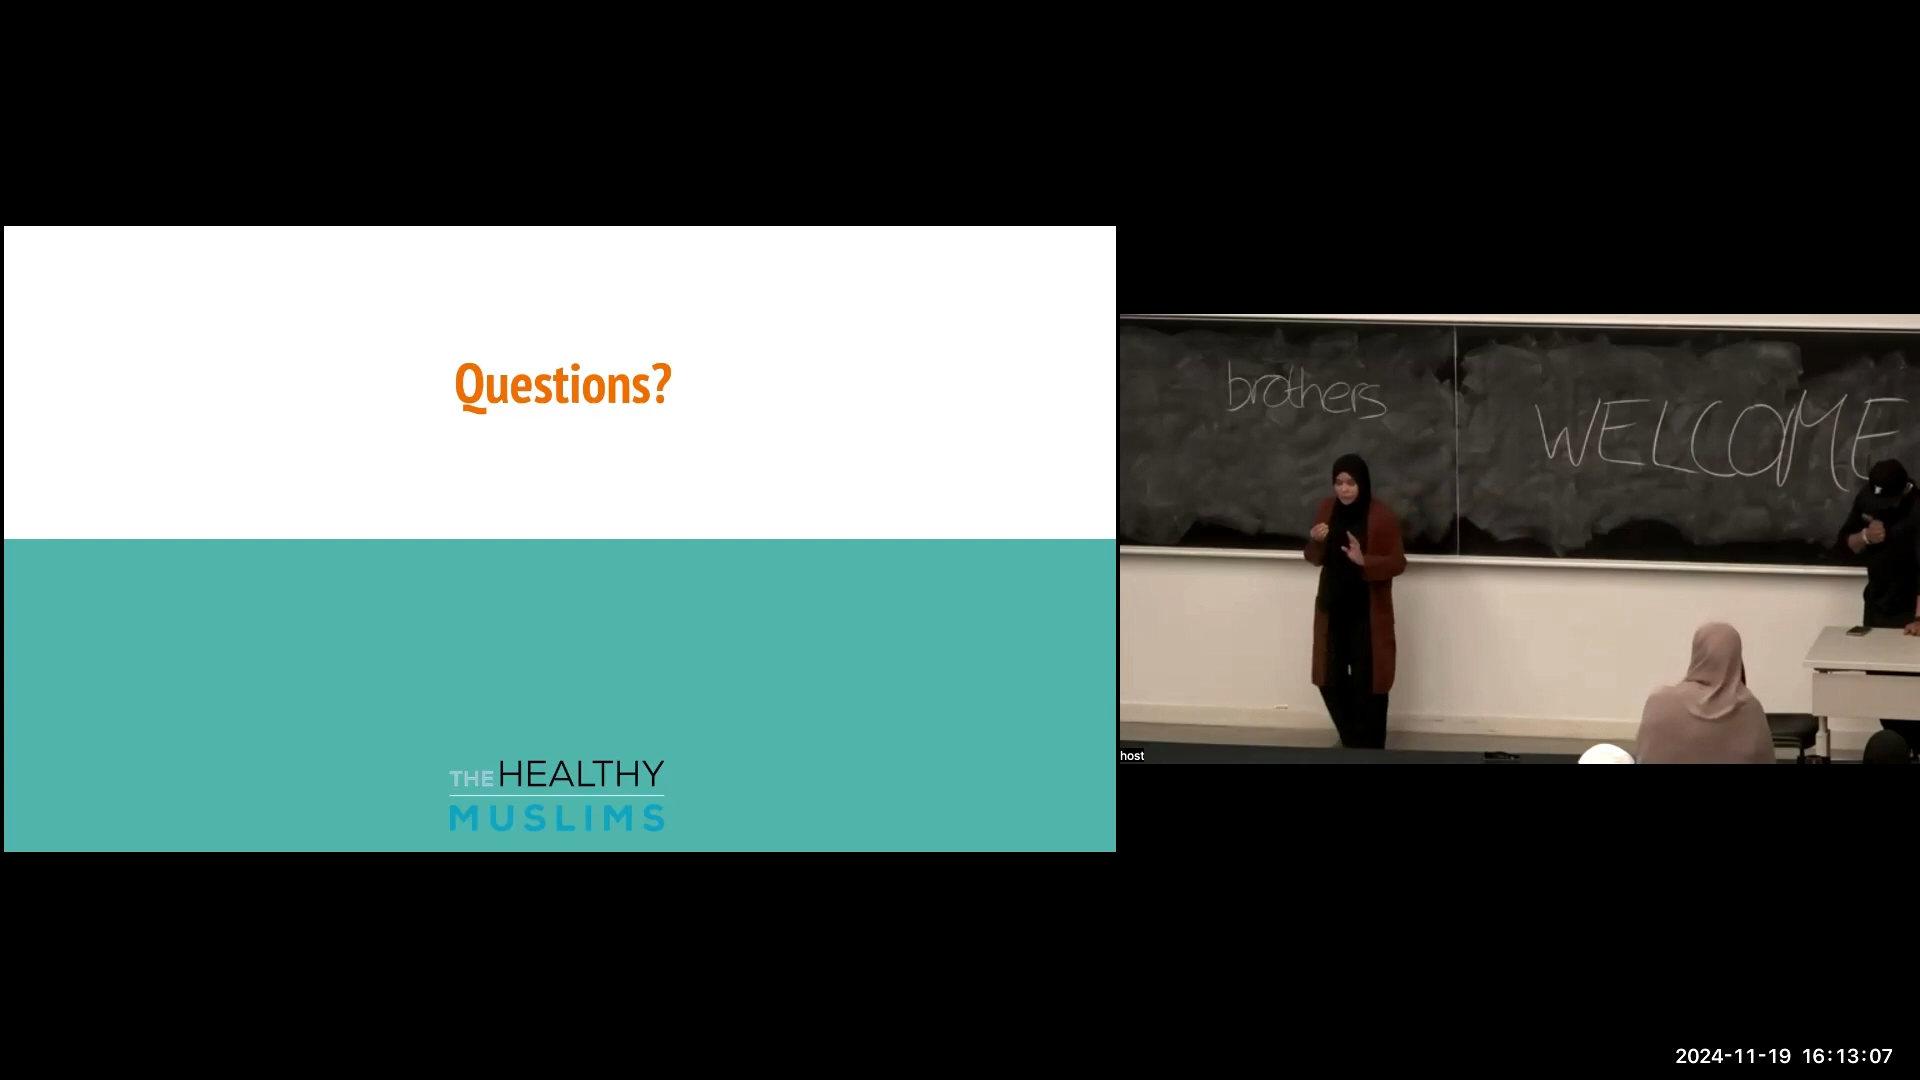 Questions?
THE HEALTHY
MUSLIMS
brothers
WELCOME
host
2024-11-19 16:13:07